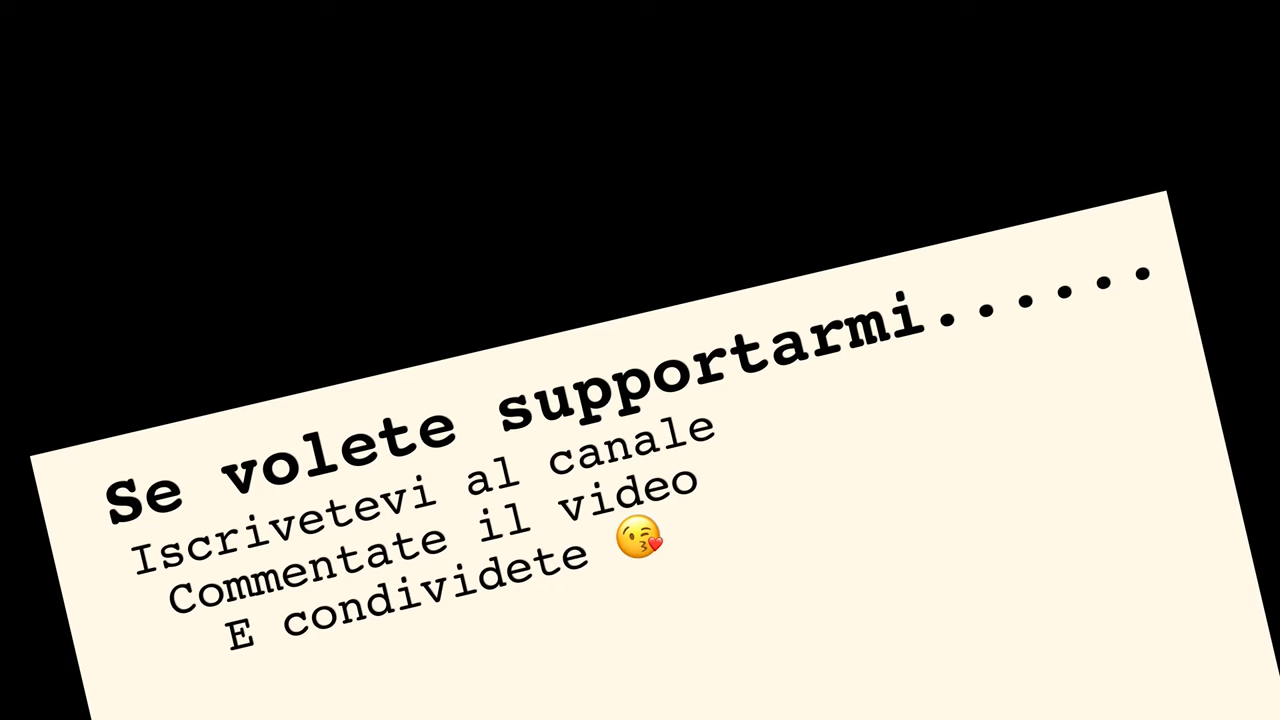 Se volete supportarmi......
Iscrivetevi al canale
Commentate il video
E condividete 😘